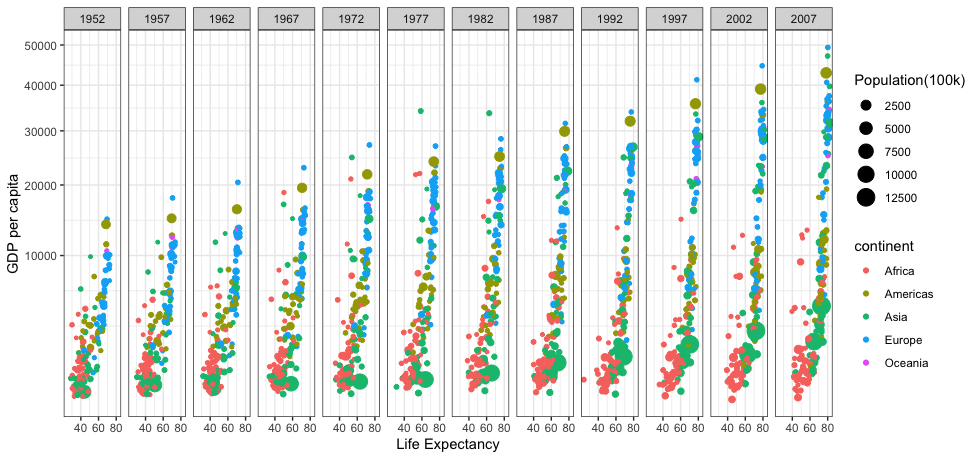 1952 1957 1962 1967 1972 1977 1982 1987 1992 1997 2002 2007
50000
40000
30000
20000
10000
GDP per capita
40 60 80 40 60 80 40 60 80 40 60 80 40 60 80 40 60 80 40 60 80 40 60 80 40 60 80 40 60 80 40 60 80 40 60 80
Life Expectancy
Population(100k)
2500
5000
7500
10000
12500
continent
Africa
Americas
Asia
Europe
Oceania